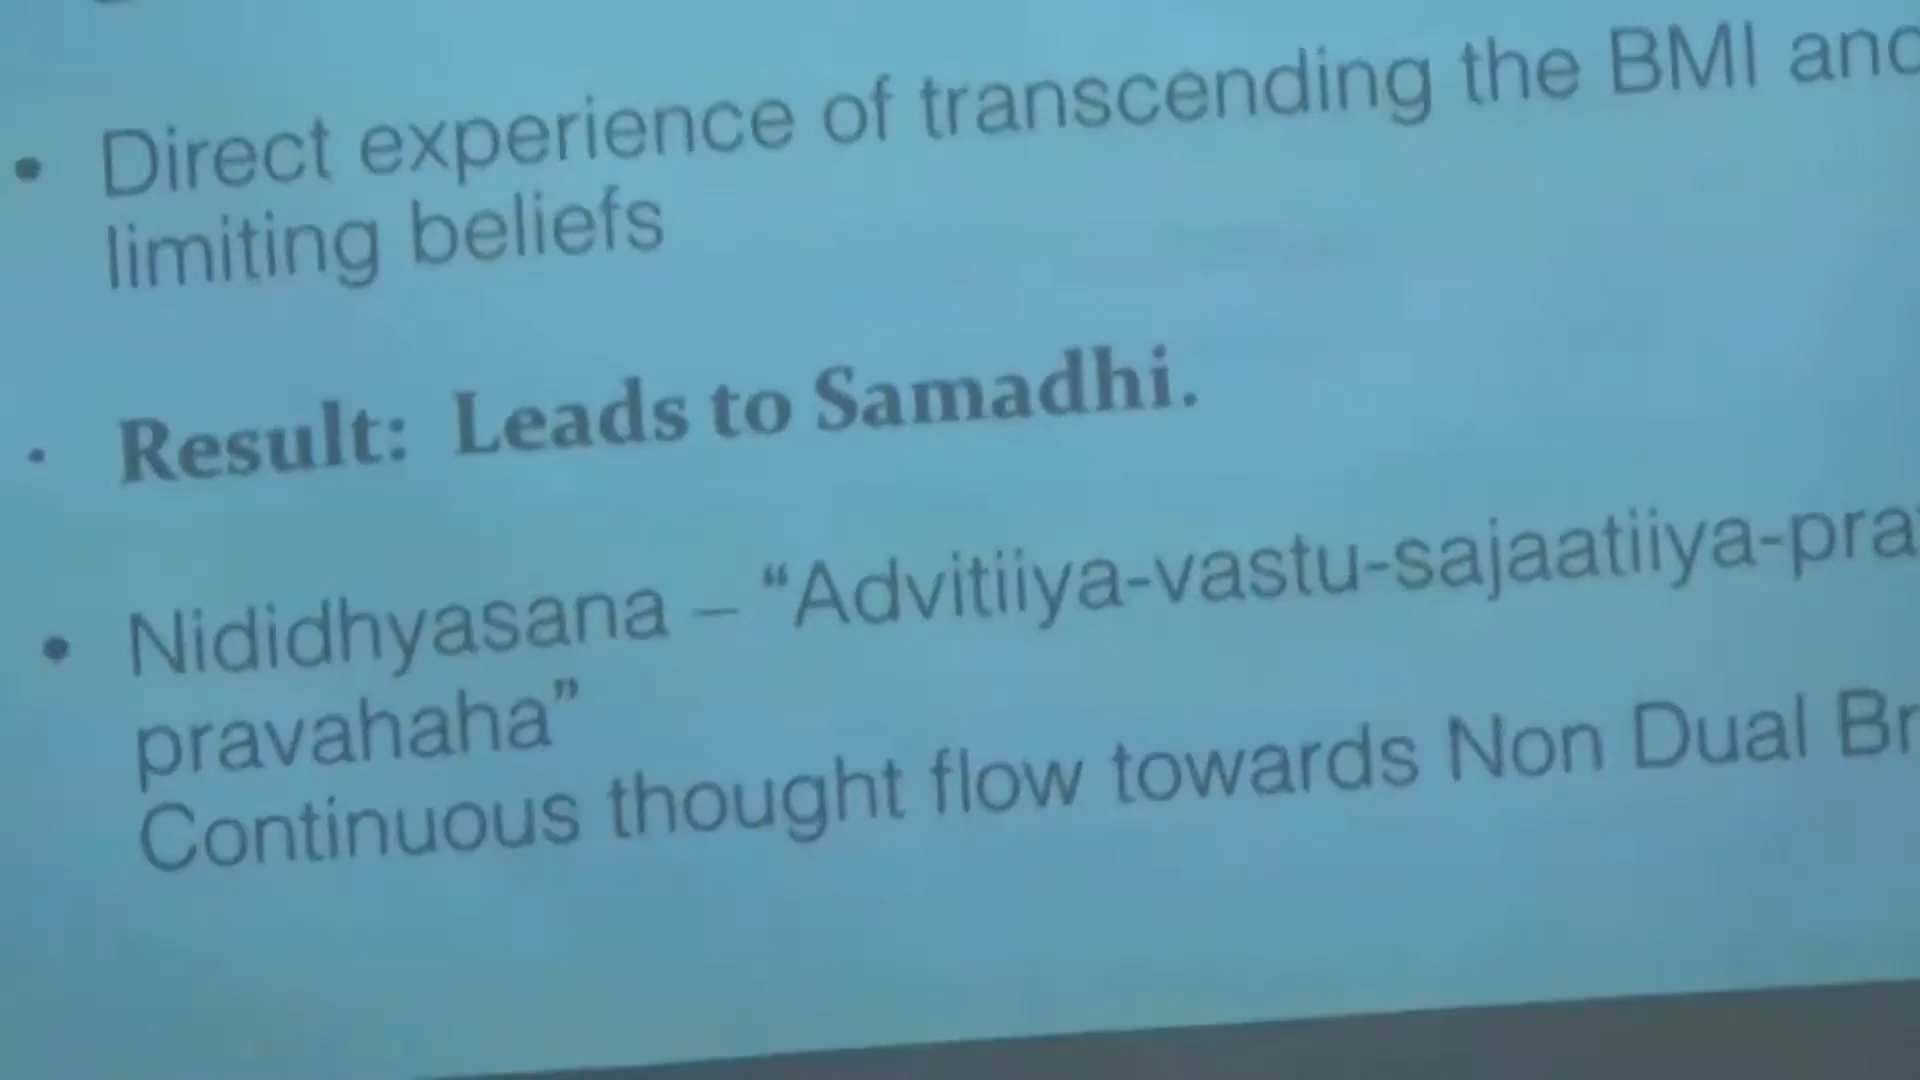 • Direct experience of transcending the BMI and
limiting beliefs
• Result: Leads to Samadhi.
• Nididhyasana – “Advitiiya-vastu-sajaatiiya-pra
pravahaha”
Continuous thought flow towards Non Dual Br